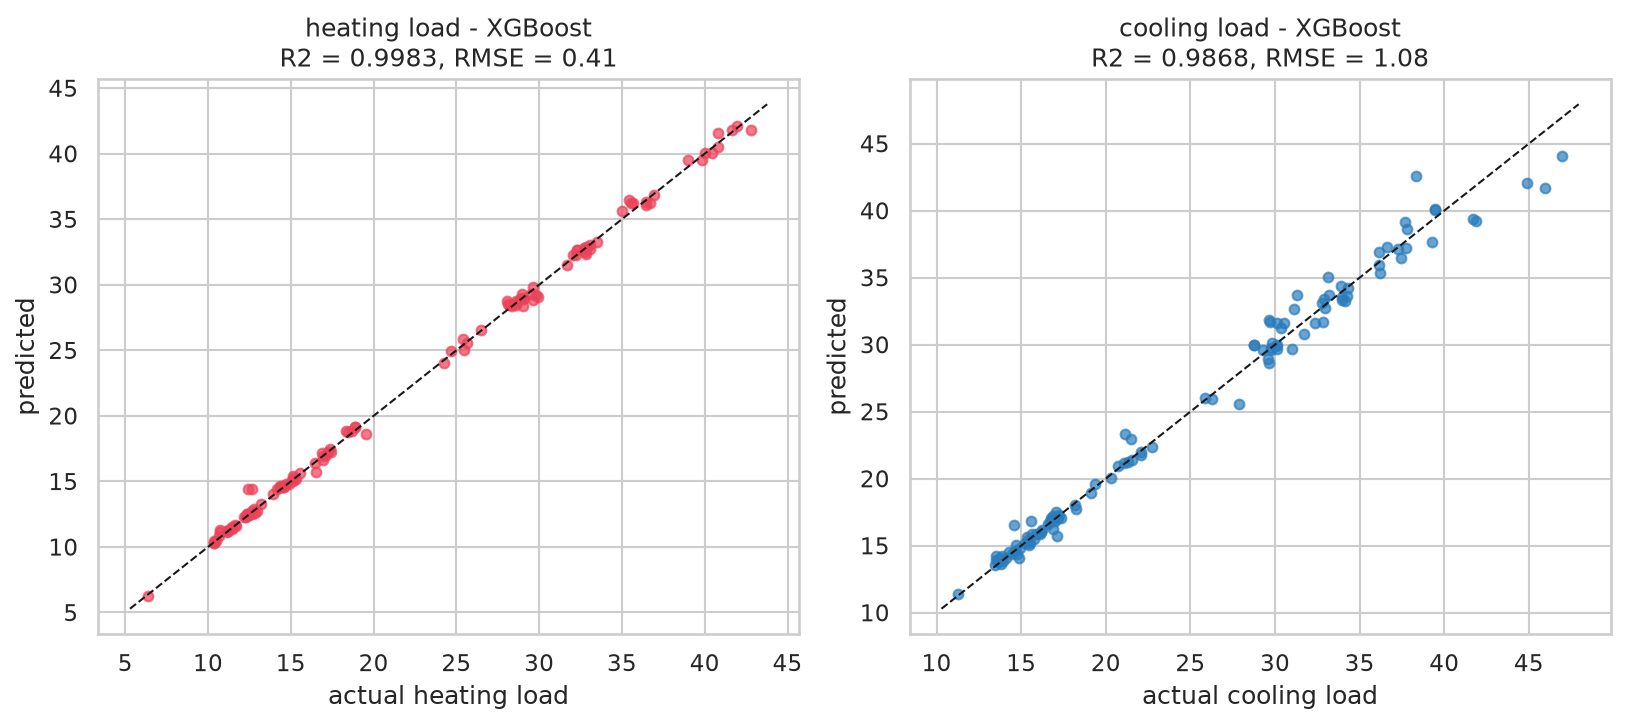 heating load - XGBoost
R2 = 0.9983, RMSE = 0.41
45
40
35
30
25
20
15
10
5
predicted
5 10 15 20 25 30 35 40 45
actual heating load
cooling load - XGBoost
R2 = 0.9868, RMSE = 1.08
45
40
35
30
25
20
15
10
predicted
10 15 20 25 30 35 40 45
actual cooling load